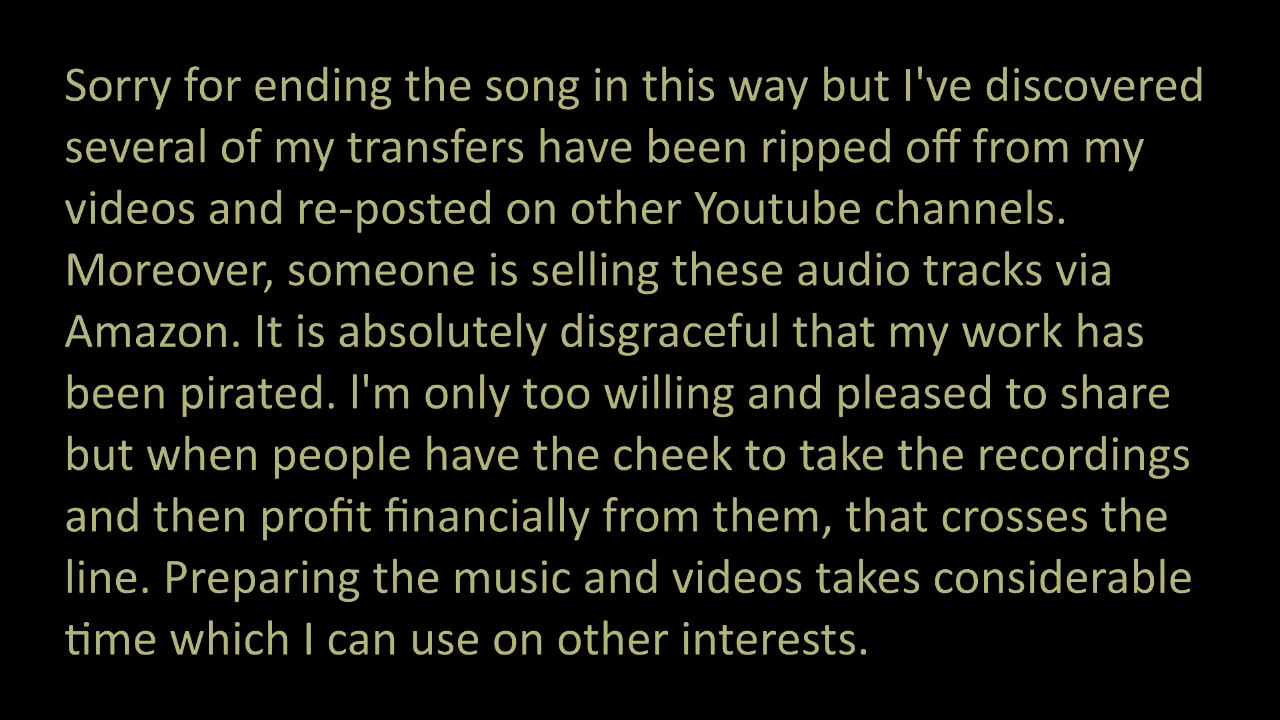 Sorry for ending the song in this way but I've discovered
several of my transfers have been ripped off from my
videos and re-posted on other Youtube channels.
Moreover, someone is selling these audio tracks via
Amazon. It is absolutely disgraceful that my work has
been pirated. I'm only too willing and pleased to share
but when people have the cheek to take the recordings
and then profit financially from them, that crosses the
line. Preparing the music and videos takes considerable
time which I can use on other interests.